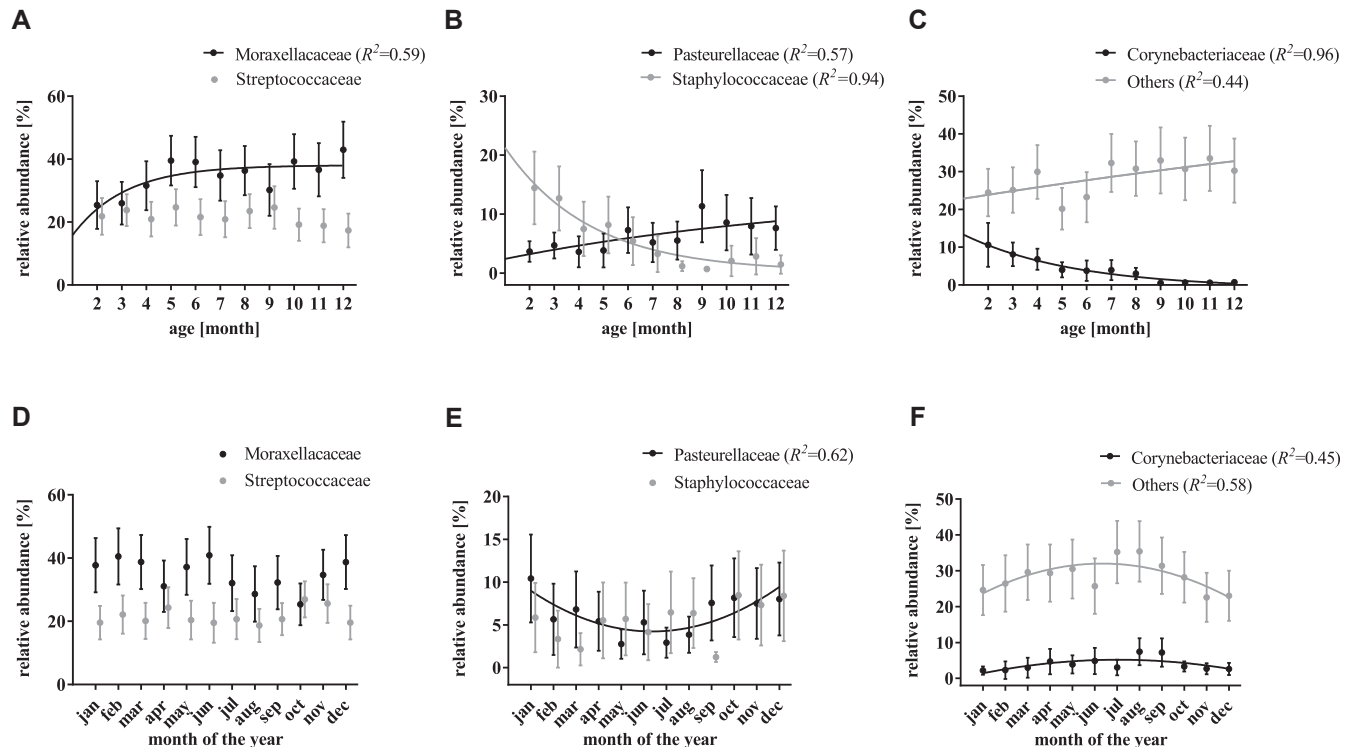 A
Moraxellacaceae (R²=0.59)
Streptococcaceae
relative abundance [%]
60
40
20
0
2 3 4 5 6 7 8 9 10 11 12
age [month]
B
Pasteurellaceae (R²=0.57)
Staphylococcaceae (R²=0.94)
relative abundance [%]
30
20
10
0
2 3 4 5 6 7 8 9 10 11 12
age [month]
C
Corynebacteriaceae (R²=0.96)
Others (R²=0.44)
relative abundance [%]
50
40
30
20
10
0
2 3 4 5 6 7 8 9 10 11 12
age [month]
D
Moraxellacaceae
Streptococcaceae
relative abundance [%]
60
40
20
0
jan feb mar apr may jun jul aug sep oct nov dec
month of the year
E
Pasteurellaceae (R²=0.62)
Staphylococcaceae
relative abundance [%]
20
15
10
5
0
jan feb mar apr may jun jul aug sep oct nov dec
month of the year
F
Corynebacteriaceae (R²=0.45)
Others (R²=0.58)
relative abundance [%]
50
40
30
20
10
0
jan feb mar apr may jun jul aug sep oct nov dec
month of the year